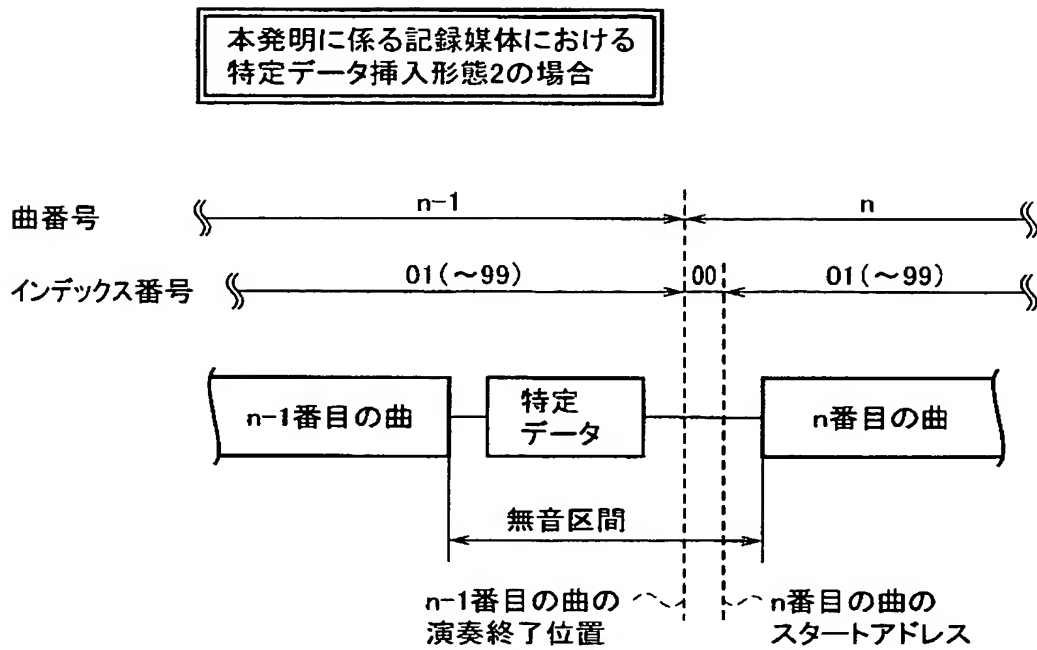 本発明に係る記録媒体における
特定データ挿入形態2の場合
曲番号
n-1
n
インデックス番号
01(～99)
00
01(～99)
n-1番目の曲
特定
データ
n番目の曲
無音区間
n-1番目の曲の
演奏終了位置
n番目の曲の
スタートアドレス